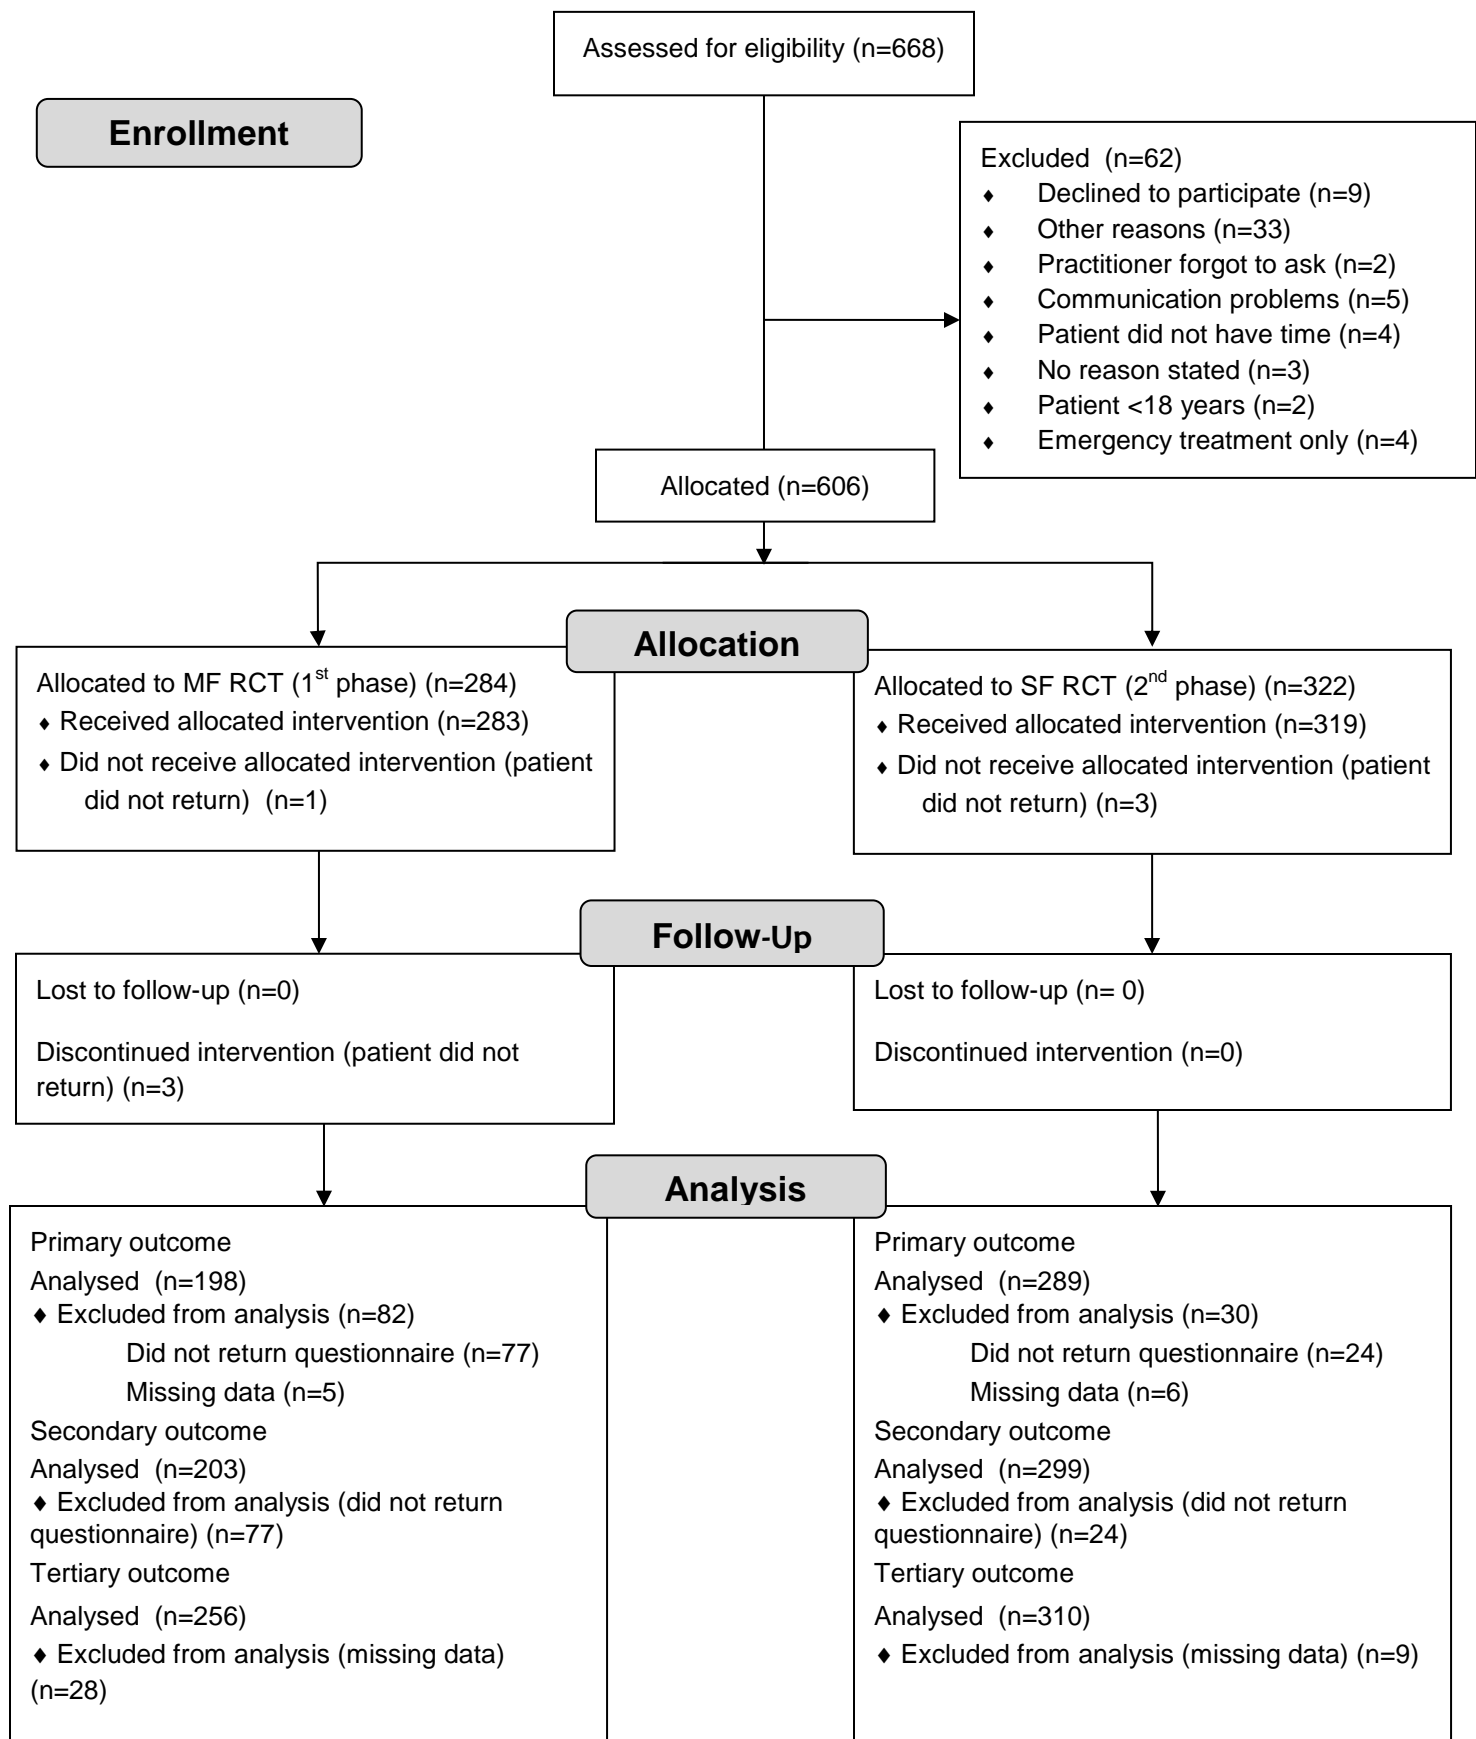 Assessed for eligibility (n=668)
Enrollment
Excluded (n=62)
♦ Declined to participate (n=9)
♦ Other reasons (n=33)
♦ Practitioner forgot to ask (n=2)
♦ Communication problems (n=5)
♦ Patient did not have time (n=4)
♦ No reason stated (n=3)
♦ Patient <18 years (n=2)
♦ Emergency treatment only (n=4)
Allocated (n=606)
Allocation
Allocated to MF RCT (1st phase) (n=284)
♦ Received allocated intervention (n=283)
♦ Did not receive allocated intervention (patient
did not return) (n=1)
Allocated to SF RCT (2nd phase) (n=322)
♦ Received allocated intervention (n=319)
♦ Did not receive allocated intervention (patient
did not return) (n=3)
Follow-Up
Lost to follow-up (n=0)
Discontinued intervention (patient did not
return) (n=3)
Lost to follow-up (n= 0)
Discontinued intervention (n=0)
Analysis
Primary outcome
Analysed (n=198)
♦ Excluded from analysis (n=82)
Did not return questionnaire (n=77)
Missing data (n=5)
Secondary outcome
Analysed (n=203)
♦ Excluded from analysis (did not return
questionnaire) (n=77)
Tertiary outcome
Analysed (n=256)
♦ Excluded from analysis (missing data)
(n=28)
Primary outcome
Analysed (n=289)
♦ Excluded from analysis (n=30)
Did not return questionnaire (n=24)
Missing data (n=6)
Secondary outcome
Analysed (n=299)
♦ Excluded from analysis (did not return
questionnaire) (n=24)
Tertiary outcome
Analysed (n=310)
♦ Excluded from analysis (missing data) (n=9)